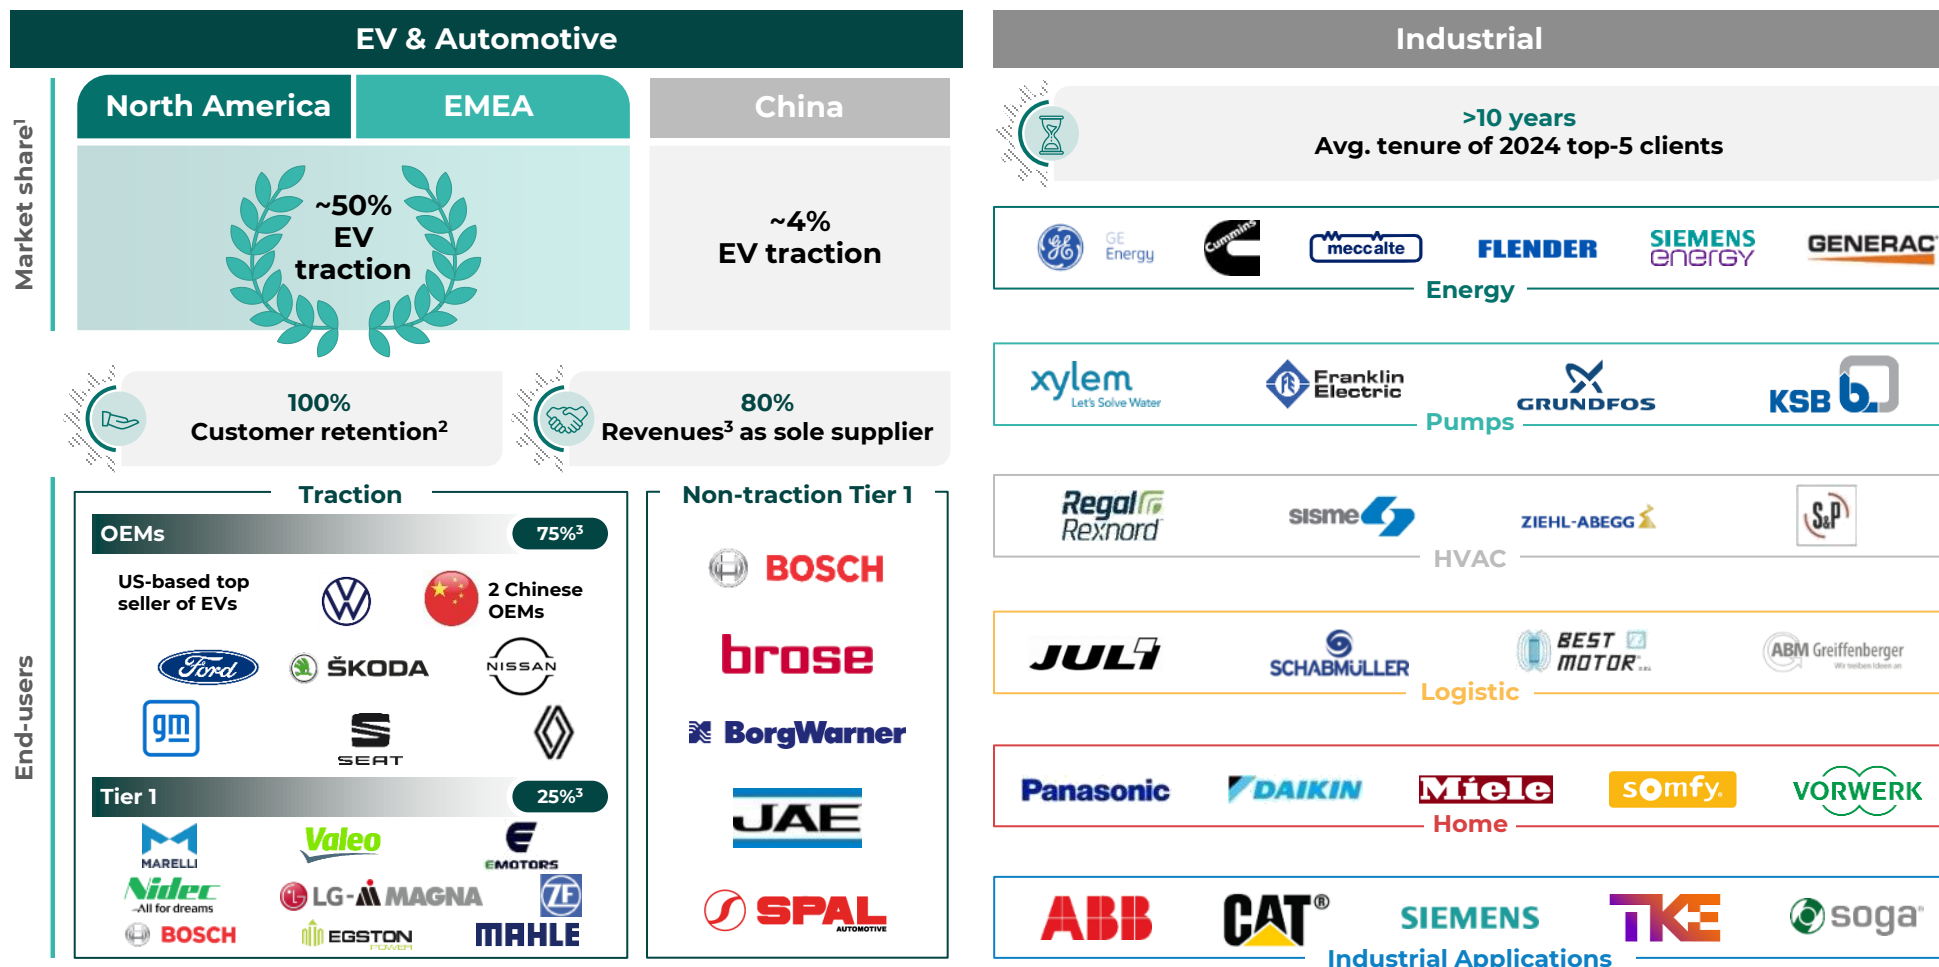 EV & Automotive
North America
EMEA
China
Market share¹
~50%
EV
traction
~4%
EV traction
100%
Customer retention²
80%
Revenues³ as sole supplier
End-users
Traction
OEMs
75%³
US-based top
seller of EVs
2 Chinese
OEMs
Ford
ŠKODA
NISSAN
gm
SEAT
Tier 1
25%³
MARELLI
Valeo
EMOTORS
Nidec
All for dreams
LG
MAGNA
ZF
BOSCH
EGSTON
POWER
MAHLE
Non-traction Tier 1
BOSCH
brose
BorgWarner
JAE
SPAL
AUTOMOTIVE
Industrial
>10 years
Avg. tenure of 2024 top-5 clients
GE
Energy
Cummins
meccalte
FLENDER
SIEMENS
energy
GENERAC
Energy
xylem
Let's Solve Water
Franklin
Electric
GRUNDFOS
KSB b.
Pumps
Regal
Rexnord
sisme
ZIEHL-ABEGG
S&P
HVAC
JULI
SCHABMÜLLER
BEST
MOTOR
ABM Greiffenberger
Wir treiben Ideen an
Logistic
Panasonic
DAIKIN
Miele
somfy.
VORWERK
Home
ABB
CAT®
SIEMENS
TKE
soga
Industrial Applications